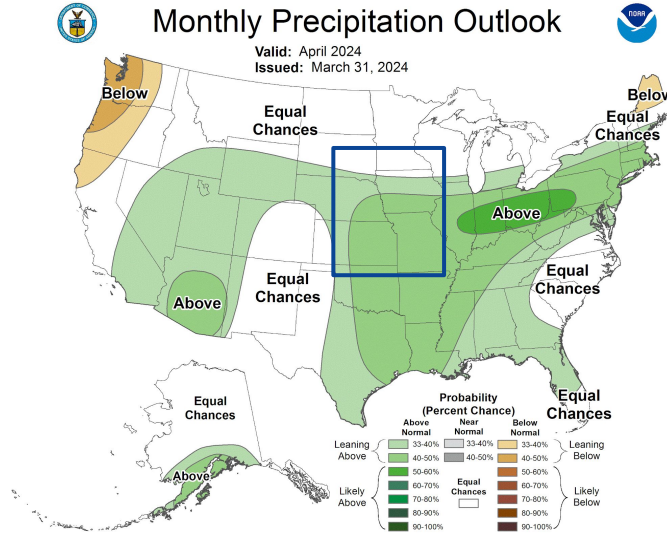 Monthly Precipitation Outlook
NOAA
Valid: April 2024
Issued: March 31, 2024
Below
Equal
Chances
Below
Equal
Chances
Above
Above
Equal
Chances
Equal
Chances
Equal
Chances
Equal
Chances
Above
Probability
(Percent Chance)
Above
Normal
Near
Normal
Below
Normal
Leaning
Above
33-40%
33-40%
33-40%
Leaning
Below
40-50%
40-50%
40-50%
Likely
Above
50-60%
60-70%
70-80%
80-90%
90-100%
Equal
Chances
50-60%
60-70%
70-80%
80-90%
90-100%
Likely
Below